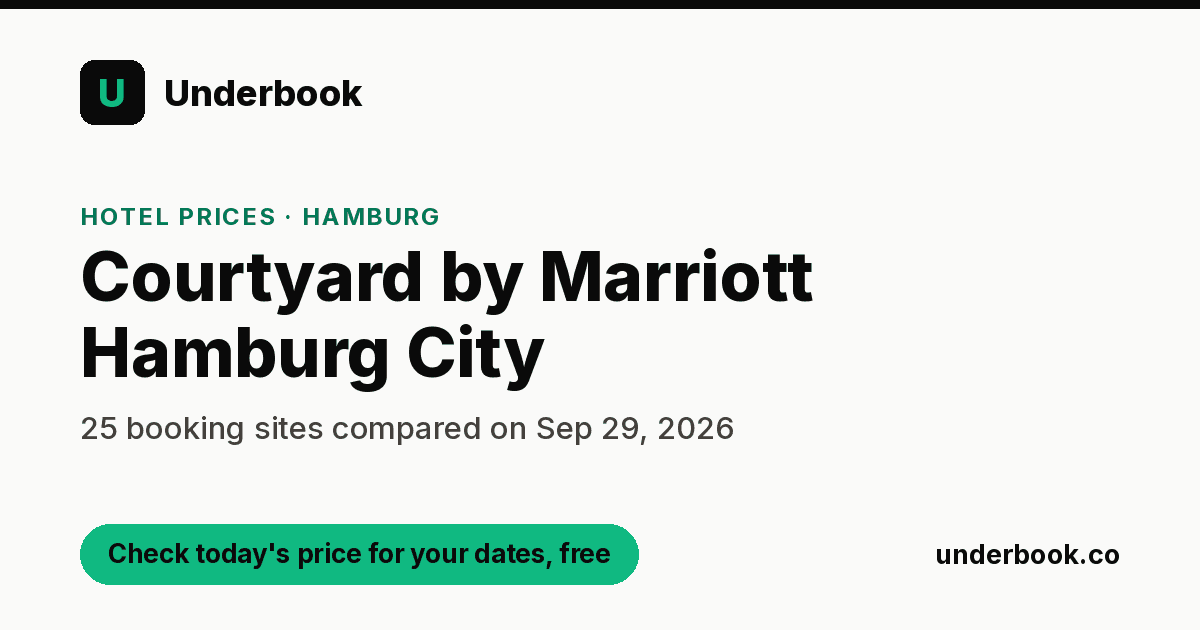 U Underbook
HOTEL PRICES · HAMBURG
Courtyard by Marriott
Hamburg City
25 booking sites compared on Sep 29, 2026
Check today's price for your dates, free
underbook.co